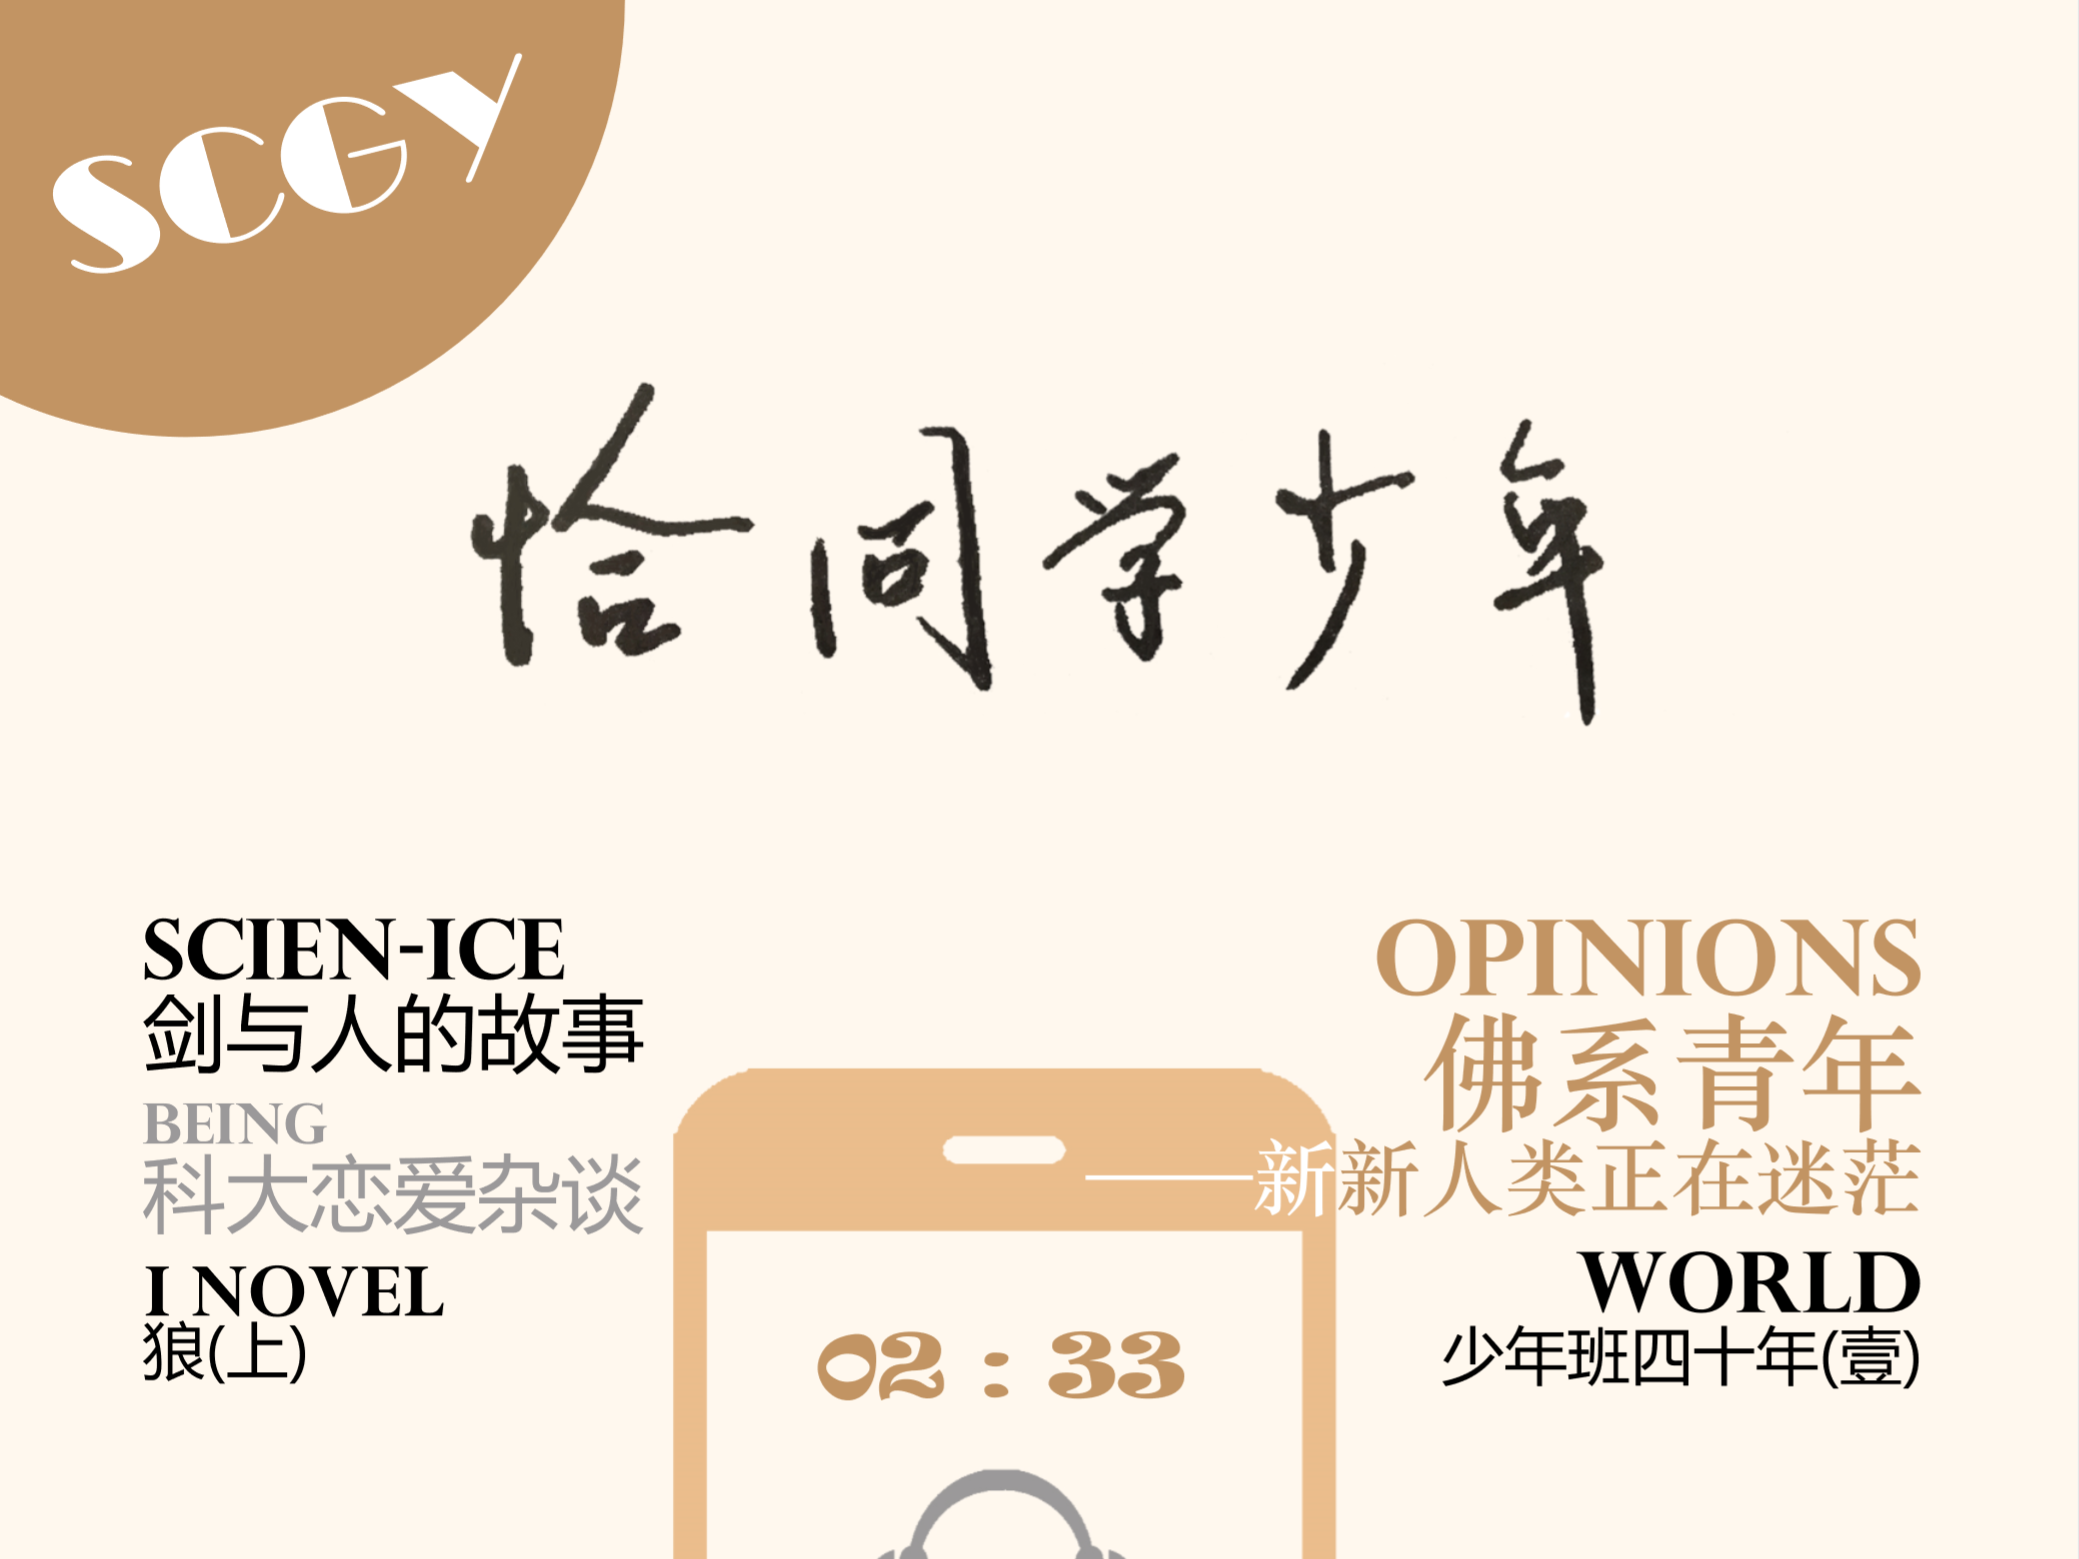 SCGY
恰同学少年
SCIEN-ICE
剑与人的故事
BEING
科大恋爱杂谈
I NOVEL
狼(上)
OPINIONS
佛系青年
——新新人类正在迷茫
WORLD
少年班四十年(壹)
02:33